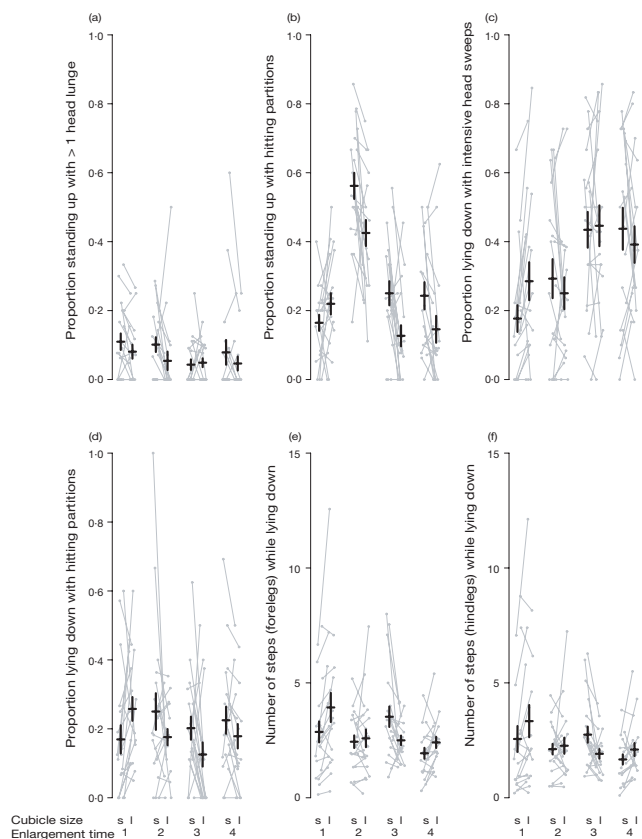 (a)
Proportion standing up with > 1 head lunge
1·0
0·8
0·6
0·4
0·2
0·0
(b)
Proportion standing up with hitting partitions
1·0
0·8
0·6
0·4
0·2
0·0
(c)
Proportion lying down with intensive head sweeps
1·0
0·8
0·6
0·4
0·2
0·0
(d)
Proportion lying down with hitting partitions
1·0
0·8
0·6
0·4
0·2
0·0
(e)
Number of steps (forelegs) while lying down
15
10
5
0
(f)
Number of steps (hindlegs) while lying down
15
10
5
0
Cubicle size s l s l s l s l s l s l s l s l s l s l s l s l
Enlargement time 1 2 3 4 1 2 3 4 1 2 3 4